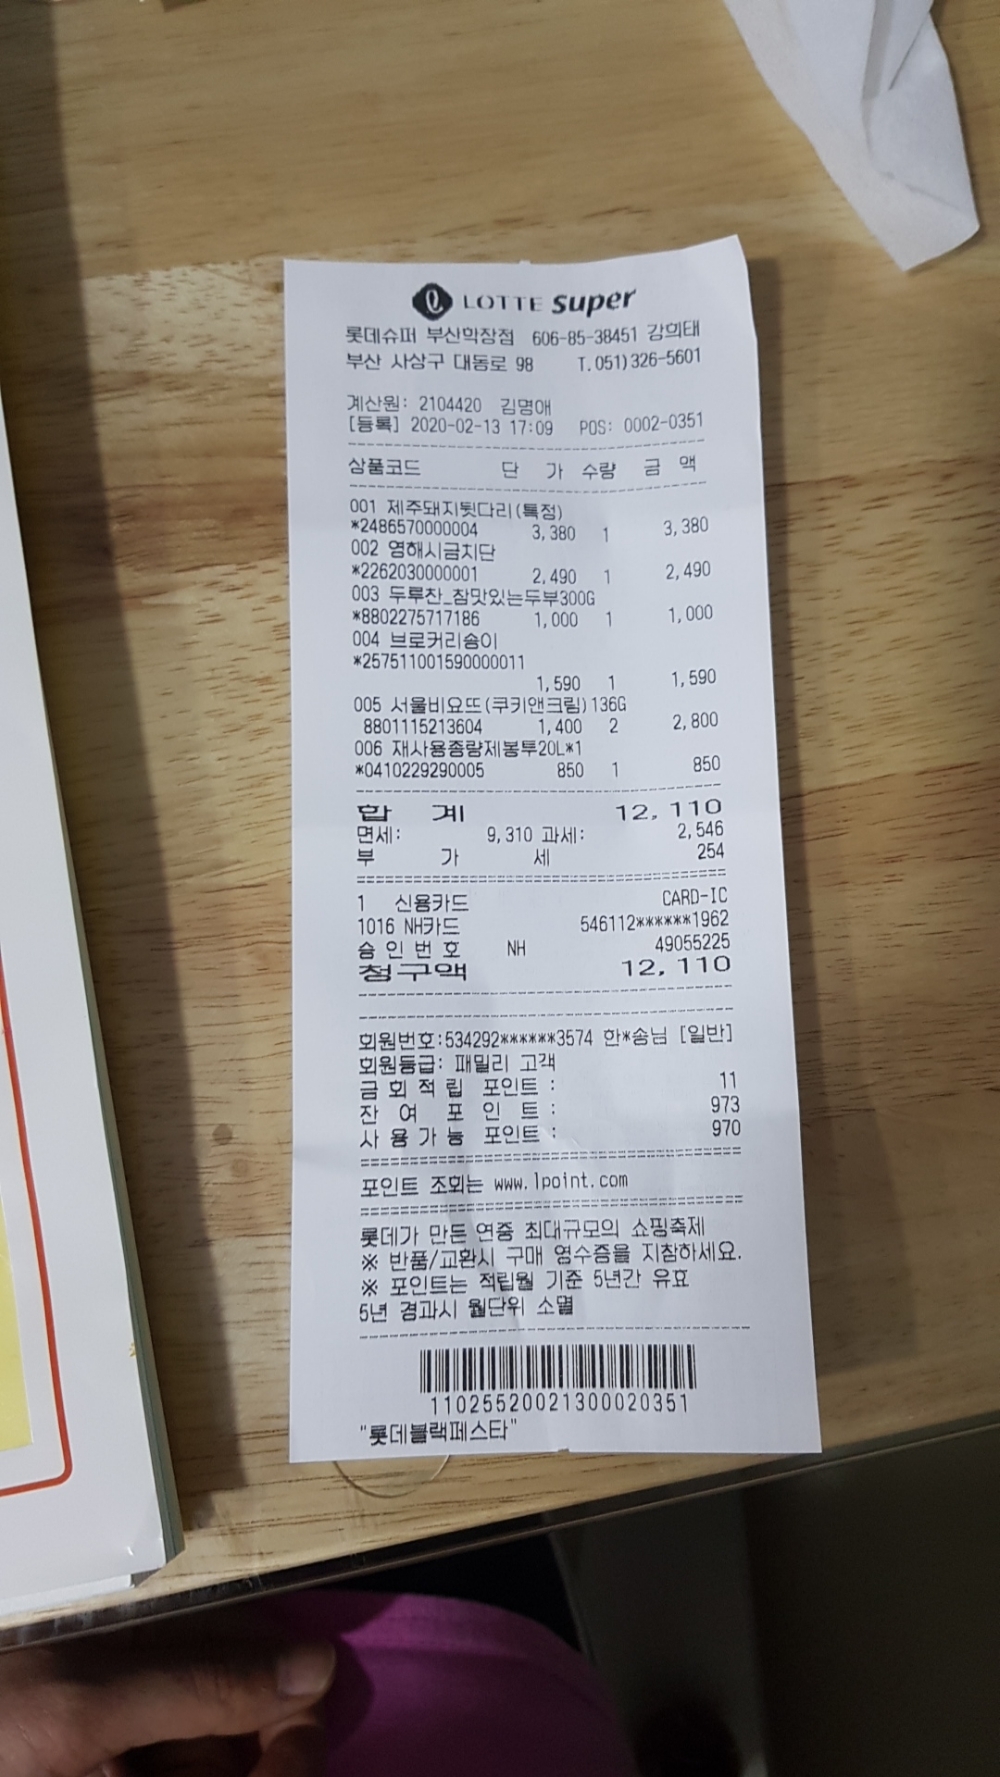 LOTTE super
롯데슈퍼 부산학장점 606-85-38451 강희태
부산 사상구 대동로 98 T.051)326-5601
계산원: 2104420 김명애
[등록] 2020-02-13 17:09 POS: 0002-0351
상품코드 단 가 수량 금 액
001 제주돼지뒷다리(특점)
*2486570000004 3,380 1 3,380
002 영해시금치단
*2262030000001 2,490 1 2,490
003 두루찬_참맛있는두부300G
*8802275717186 1,000 1 1,000
004 브로커리송이
*257511001590000011
1,590 1 1,590
005 서울비요뜨(쿠키앤크림)136G
8801115213604 1,400 2 2,800
006 재사용종량제봉투20L*1
*0410229290005 850 1 850
합 계 12,110
면세: 9,310 과세: 2,546
부 가 세 254
1 신용카드 CARD-IC
1016 NH카드 546112******1962
승인번호 NH 49055225
청구액 12,110
회원번호:534292******3574 한*송님 [일반]
회원등급: 패밀리 고객
금회적립 포인트 : 11
잔 여 포 인 트 : 973
사용가능 포인트 : 970
포인트 조회는 www.lpoint.com
롯데가 만든 연중 최대규모의 쇼핑축제
※ 반품/교환시 구매 영수증을 지참하세요.
※ 포인트는 적립월 기준 5년간 유효
5년 경과시 월단위 소멸
11025520021300020351
"롯데블랙페스타"